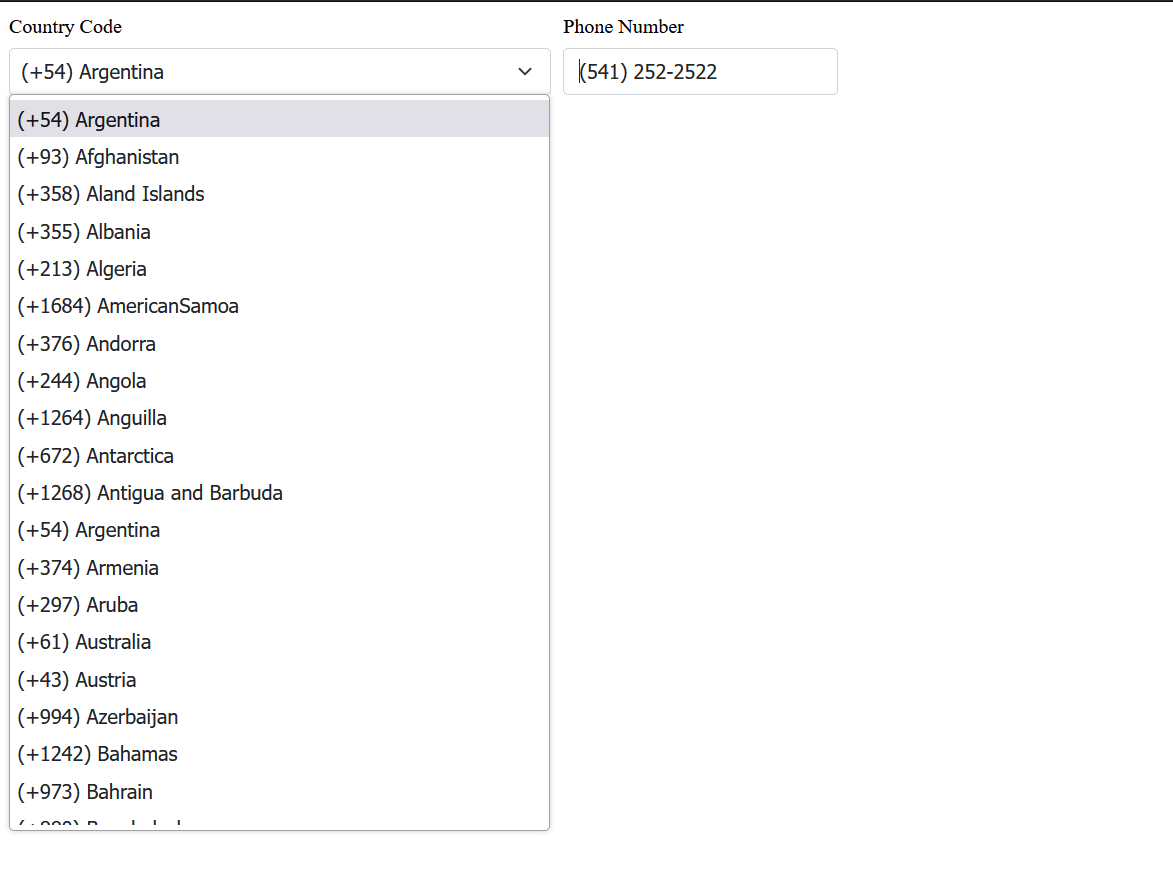 Country Code
Phone Number
(+54) Argentina
(541) 252-2522
(+54) Argentina
(+93) Afghanistan
(+358) Aland Islands
(+355) Albania
(+213) Algeria
(+1684) AmericanSamoa
(+376) Andorra
(+244) Angola
(+1264) Anguilla
(+672) Antarctica
(+1268) Antigua and Barbuda
(+54) Argentina
(+374) Armenia
(+297) Aruba
(+61) Australia
(+43) Austria
(+994) Azerbaijan
(+1242) Bahamas
(+973) Bahrain